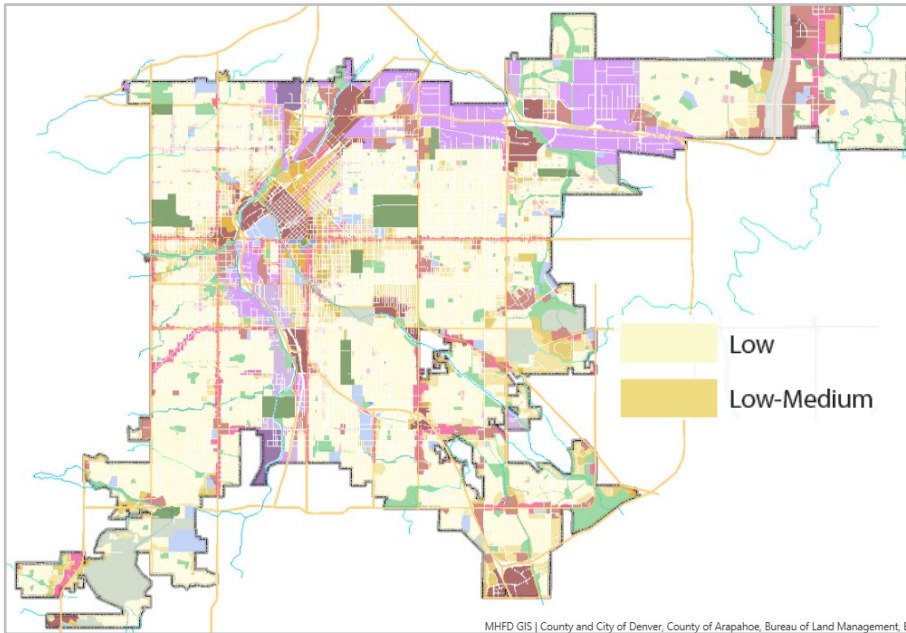 Low
Low-Medium
MHFD GIS | County and City of Denver, County of Arapahoe, Bureau of Land Management, E